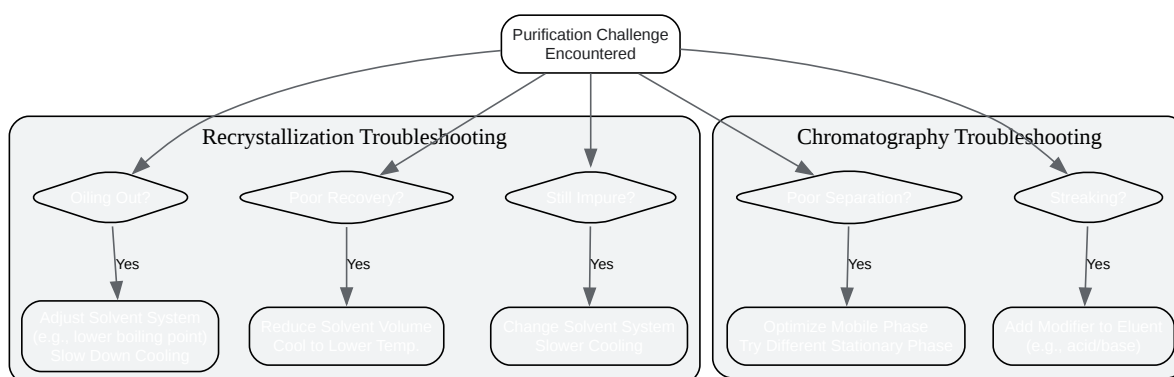 Purification Challenge
Encountered
Recrystallization Troubleshooting
Chromatography Troubleshooting
Oiling Out?
Poor Recovery?
Still Impure?
Poor Separation?
Streaking?
Yes
Yes
Yes
Yes
Yes
Adjust Solvent System
(e.g., lower boiling point)
Slow Down Cooling
Reduce Solvent Volume
Cool to Lower Temp.
Change Solvent System
Slower Cooling
Optimize Mobile Phase
Try Different Stationary Phase
Add Modifier to Eluent
(e.g., acid/base)